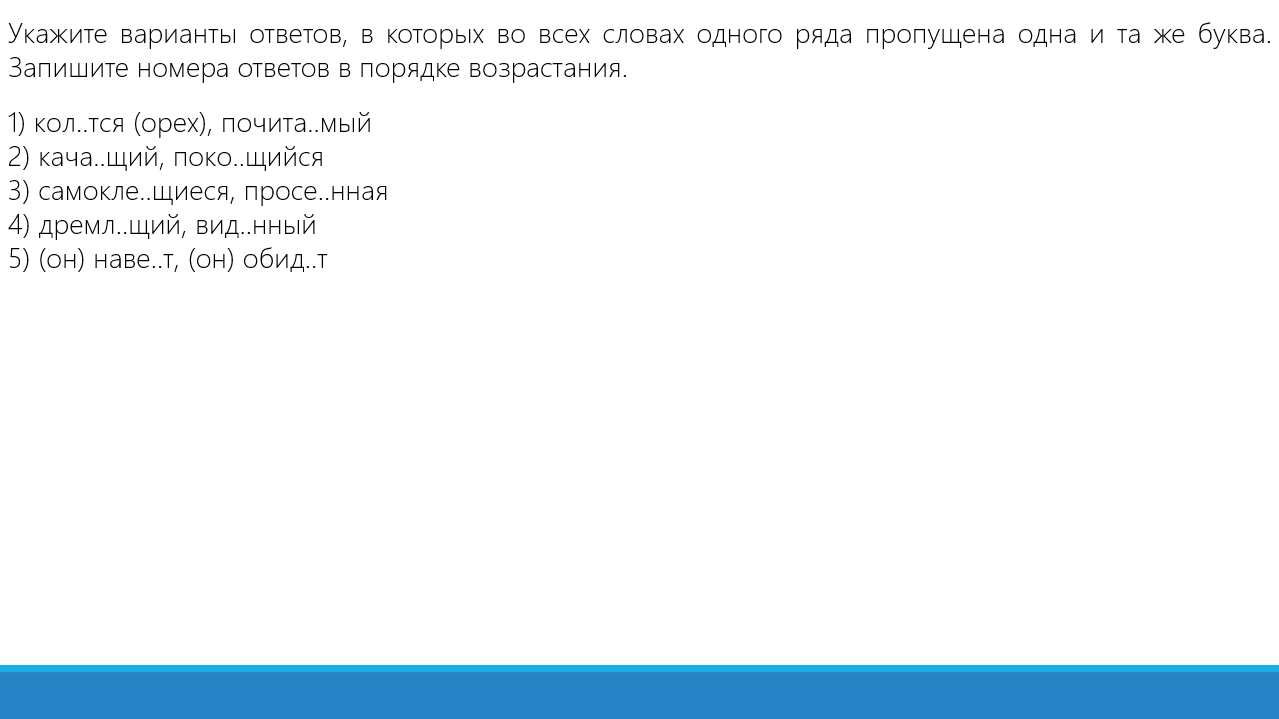 Укажите варианты ответов, в которых во всех словах одного ряда пропущена одна и та же буква.
Запишите номера ответов в порядке возрастания.
1) кол..тся (орех), почита..мый
2) кача..щий, поко..щийся
3) самокле..щиеся, просе..нная
4) дремл..щий, вид..нный
5) (он) наве..т, (он) обид..т